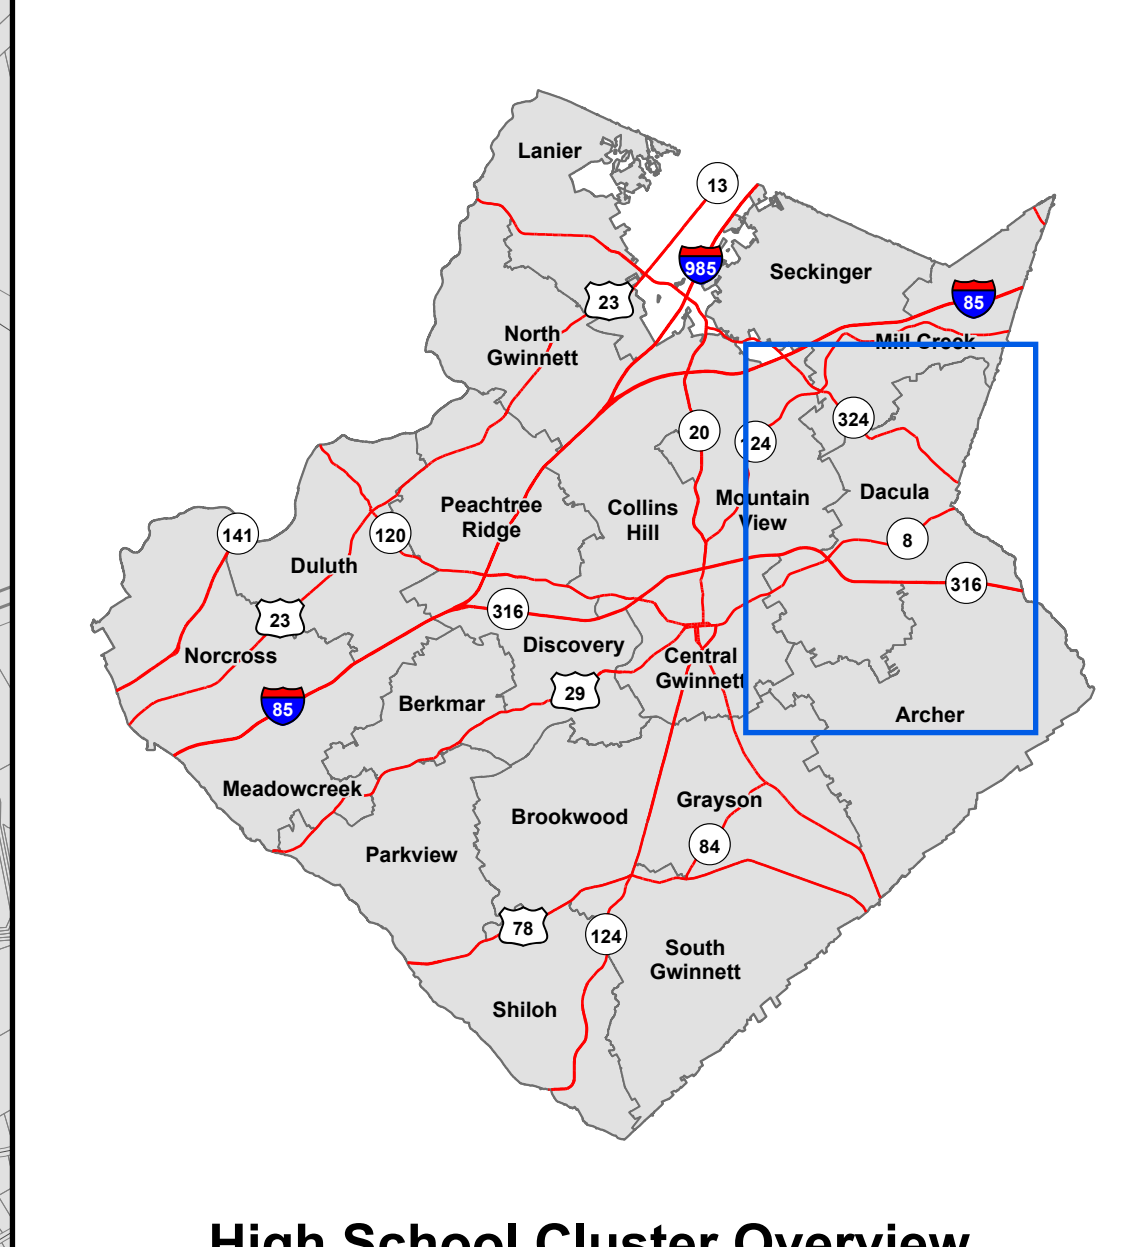 Lanier
13
985
Seckinger
85
23
North
Gwinnett
Mill Creek
324
20
124
Dacula
Mountain
View
Peachtree
Ridge
Collins
Hill
141
120
8
Duluth
316
316
23
Discovery
Norcross
Central
Gwinnett
29
85
Berkmar
Archer
Meadowcreek
Grayson
Brookwood
84
Parkview
78
124
South
Gwinnett
Shiloh
High School Cluster Overview